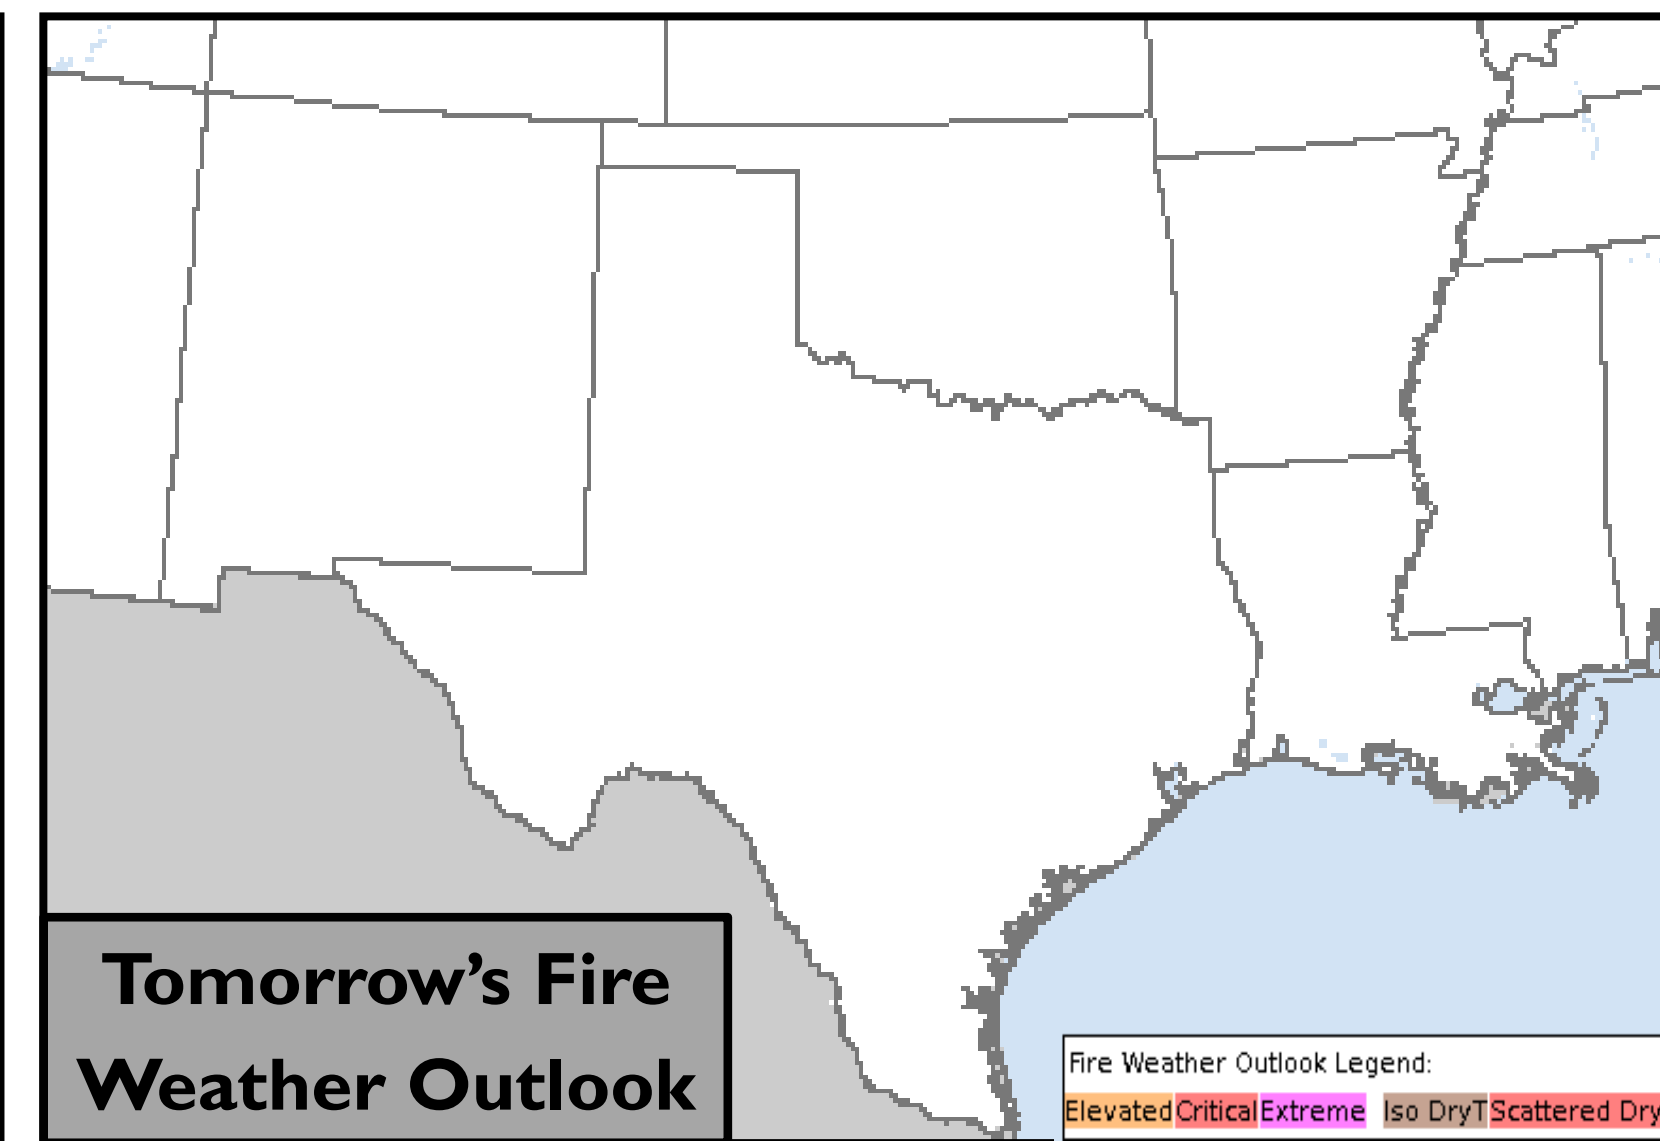 Tomorrow’s Fire
Weather Outlook
Fire Weather Outlook Legend:
Elevated Critical Extreme Iso DryT Scattered Dry